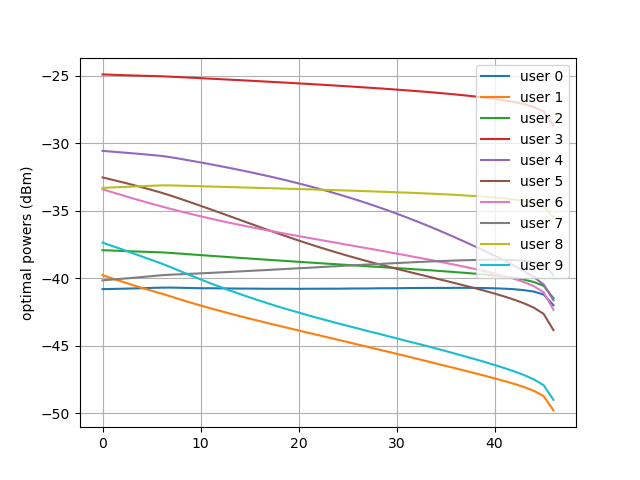 −25
−30
−35
−40
−45
−50
optimal powers (dBm)
0
10
20
30
40
user 0
user 1
user 2
user 3
user 4
user 5
user 6
user 7
user 8
user 9